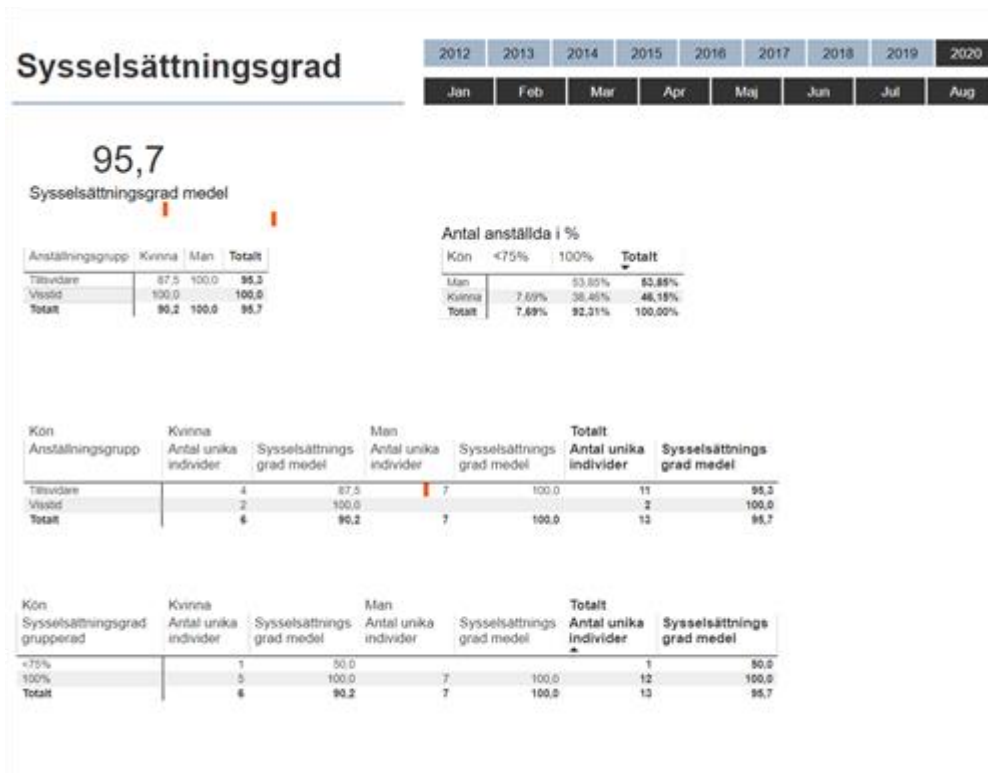 Sysselsättningsgrad
2012 2013 2014 2015 2016 2017 2018 2019 2020
Jan Feb Mar Apr Maj Jun Jul Aug
95,7
Sysselsättningsgrad medel
Anställningsgrupp Kvinna Man Totalt
Tillsvidare 87,5 100,0 95,3
Visstid 100,0 100,0
Totalt 90,2 100,0 95,7
Antal anställda i %
Kön <75% 100% Totalt
Man 53,85% 53,85%
Kvinna 7,69% 38,46% 46,15%
Totalt 7,69% 92,31% 100,00%
Kön Kvinna Man Totalt
Anställningsgrupp Antal unika Sysselsättnings Antal unika Sysselsättnings Antal unika Sysselsättnings
individer grad medel individer grad medel individer grad medel
Tillsvidare 4 87,5 7 100,0 11 95,3
Visstid 2 100,0 2 100,0
Totalt 6 90,2 7 100,0 13 95,7
Kön Kvinna Man Totalt
Sysselsättningsgrad Antal unika Sysselsättnings Antal unika Sysselsättnings Antal unika Sysselsättnings
grupperad individer grad medel individer grad medel individer grad medel
<75% 1 50,0 1 50,0
100% 5 100,0 7 100,0 12 100,0
Totalt 6 90,2 7 100,0 13 95,7